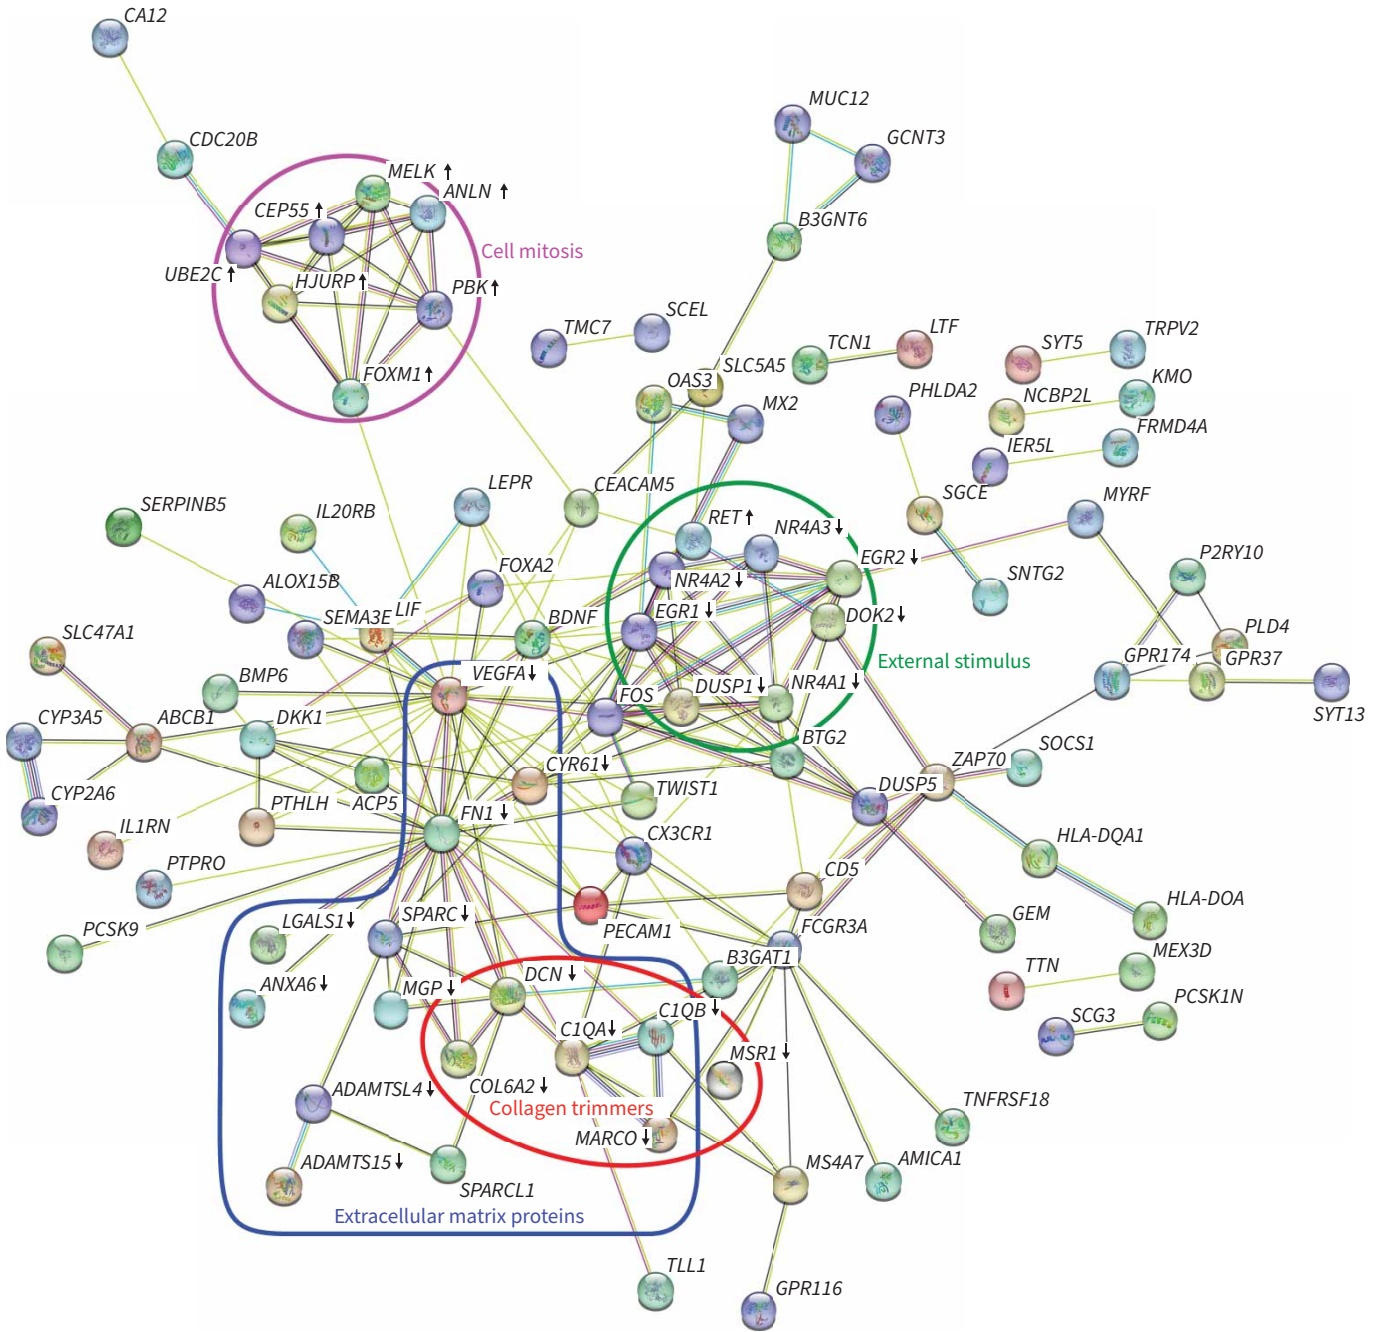 CA12
MUC12
CDC20B
GCNT3
MELK ↑
ANLN ↑
CEP55 ↑
B3GNT6
Cell mitosis
UBE2C ↑
HJURP ↑
PBK ↑
SCEL
TMC7
LTF
TCN1
SYT5
TRPV2
SLC5A5
FOXM1 ↑
OAS3
KMO
PHLDA2
NCBP2L
MX2
FRMD4A
IER5L
LEPR
CEACAM5
SGCE
MYRF
SERPINB5
IL20RB
RET ↑
NR4A3 ↓
EGR2 ↓
P2RY10
FOXA2
SNTG2
ALOX15B
NR4A2 ↓
SEMA3E
LIF
BDNF
EGR1 ↓
DOK2 ↓
SLC47A1
PLD4
GPR174
GPR37
External stimulus
VEGFA ↓
BMP6
FOS
DUSP1 ↓
NR4A1 ↓
SYT13
CYP3A5
ABCB1
DKK1
BTG2
SOCS1
CYR61 ↓
ZAP70
CYP2A6
PTHLH
ACP5
TWIST1
DUSP5
IL1RN
FN1 ↓
CX3CR1
HLA-DQA1
PTPRO
CD5
HLA-DOA
PCSK9
LGALS1 ↓
SPARC ↓
PECAM1
FCGR3A
GEM
B3GAT1
MEX3D
TTN
ANXA6 ↓
MGP ↓
DCN ↓
C1QB ↓
PCSK1N
SCG3
C1QA ↓
MSR1 ↓
ADAMTSL4 ↓
COL6A2 ↓
Collagen trimmers
TNFRSF18
MARCO ↓
ADAMTS15 ↓
SPARCL1
MS4A7
AMICA1
Extracellular matrix proteins
TLL1
GPR116